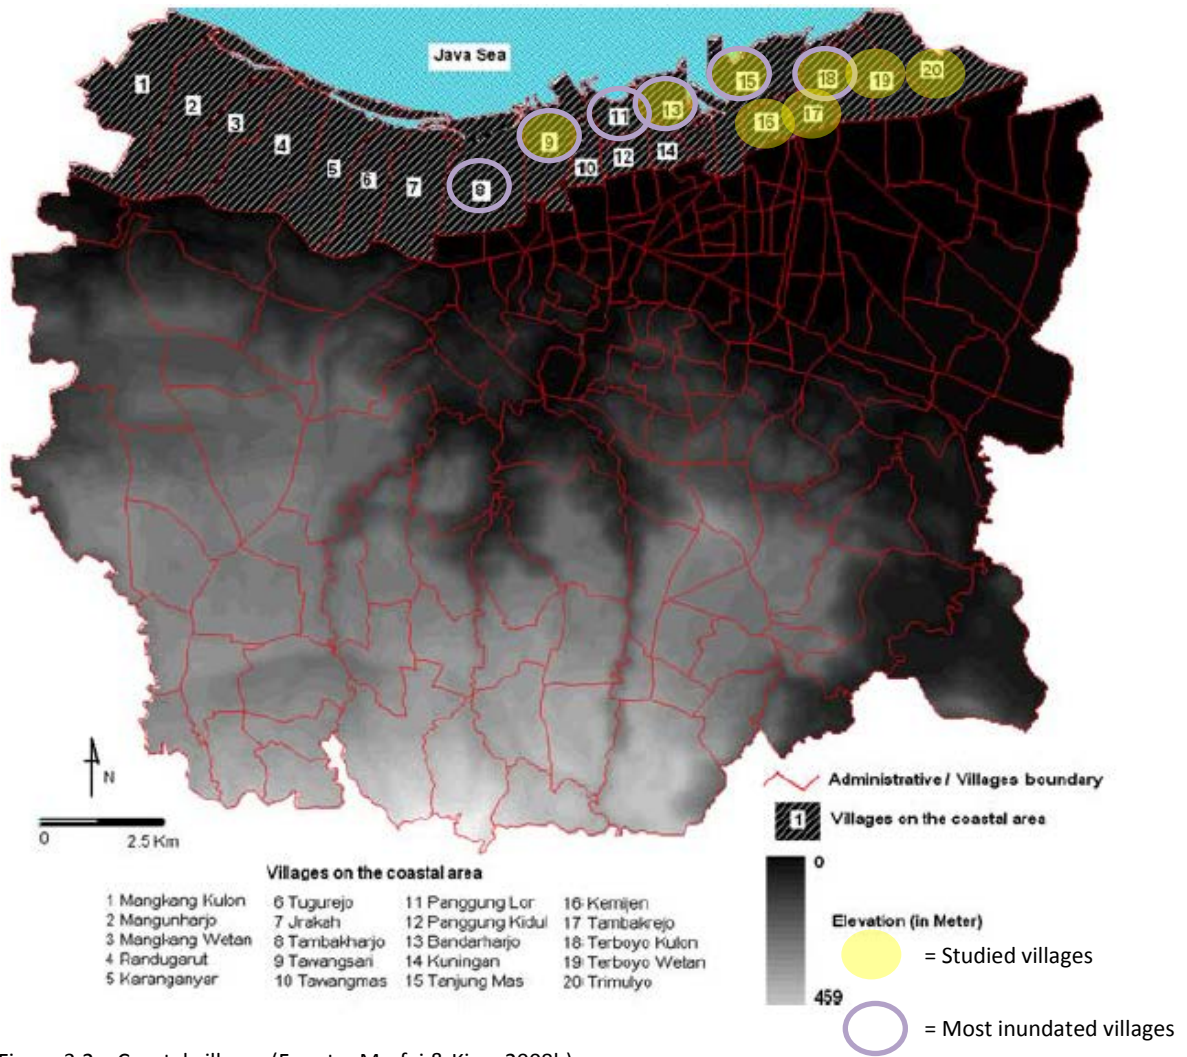 Java Sea
1
2
3
4
5
6
7
8
9
10
11
12
13
14
15
16
17
18
19
20
N
0 2.5 Km
Administrative / Villages boundary
1 Villages on the coastal area
0
Elevation (in Meter)
459
= Studied villages
= Most inundated villages
Villages on the coastal area
1 Mangkang Kulon
2 Mangunharjo
3 Mangkang Wetan
4 Randugarut
5 Karanganyar
6 Tugurejo
7 Jrakah
8 Tambakharjo
9 Tawangsari
10 Tawangmas
11 Panggung Lor
12 Panggung Kidul
13 Bandarharjo
14 Kuningan
15 Tanjung Mas
16 Kemijen
17 Tambakrejo
18 Terboyo Kulon
19 Terboyo Wetan
20 Trimulyo